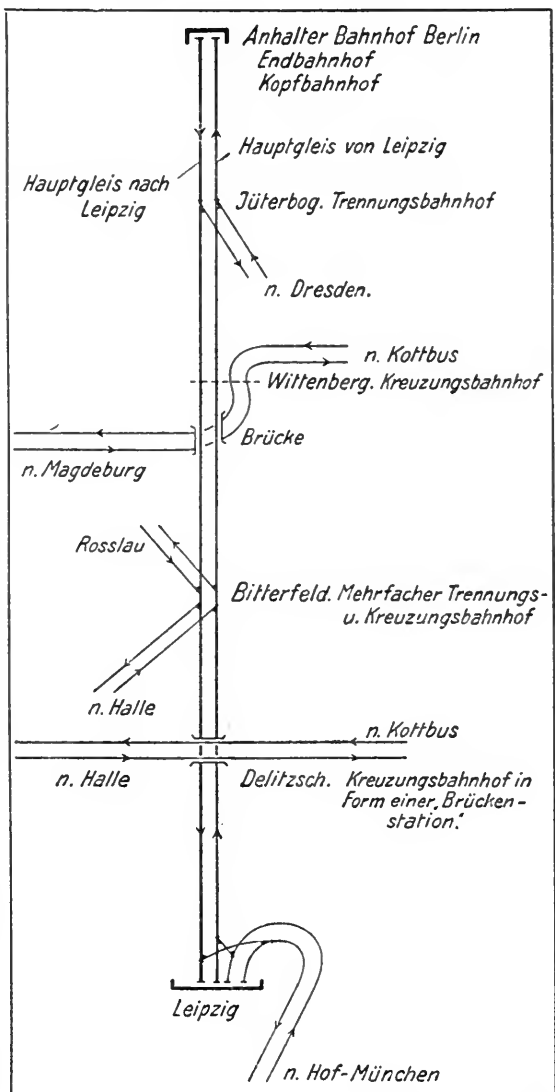 Anhalter Bahnhof Berlin
Endbahnhof
Kopfbahnhof
Hauptgleis von Leipzig
Hauptgleis nach
Leipzig
Jüterbog. Trennungsbahnhof
n. Dresden.
n. Kottbus
Wittenberg. Kreuzungsbahnhof
Brücke
n. Magdeburg
Rosslau
Bitterfeld. Mehrfacher Trennungs-
u. Kreuzungsbahnhof
n. Halle
n. Kottbus
n. Halle
Delitzsch. Kreuzungsbahnhof in
Form einer „Brücken-
station."
Leipzig
n. Hof-München